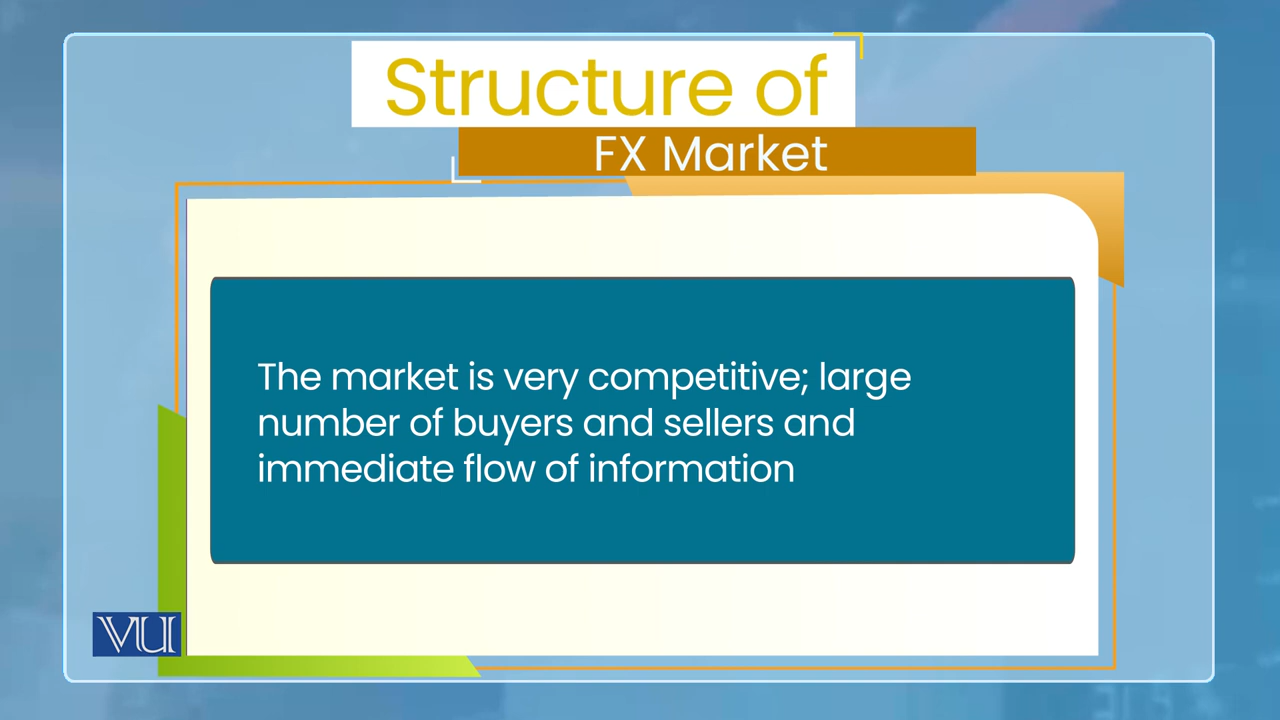 Structure of
FX Market
The market is very competitive; large
number of buyers and sellers and
immediate flow of information
VU